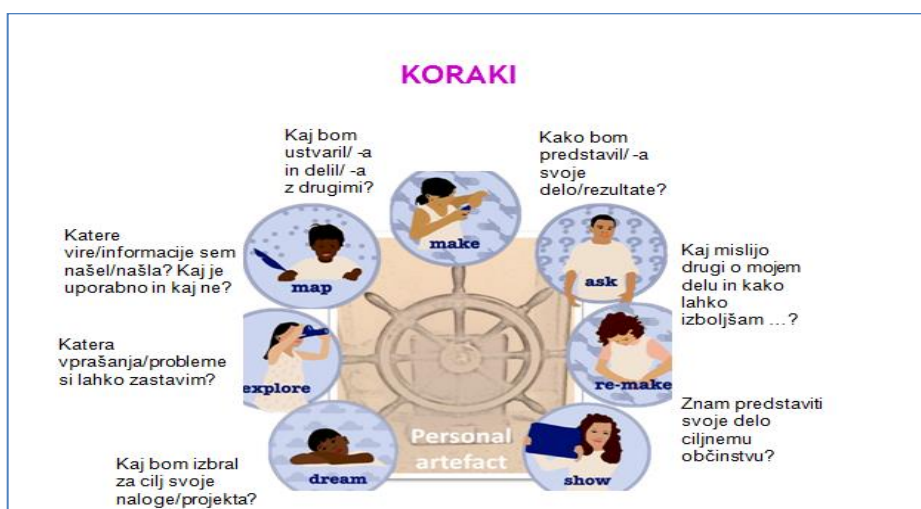 KORAKI
Kaj bom
ustvaril/ -a
in delil/ -a
z drugimi?
Kako bom
predstavil/ -a
svoje
delo/rezultate?
make
Katere
vire/informacije sem
našel/našla? Kaj je
uporabno in kaj ne?
map
ask
Kaj mislijo
drugi o mojem
delu in kako
lahko
izboljšam ...?
Katera
vprašanja/probleme
si lahko zastavim?
explore
re-make
Znam predstaviti
svoje delo
ciljnemu
občinstvu?
Personal
artefact
Kaj bom izbral
za cilj svoje
naloge/projekta?
dream
show